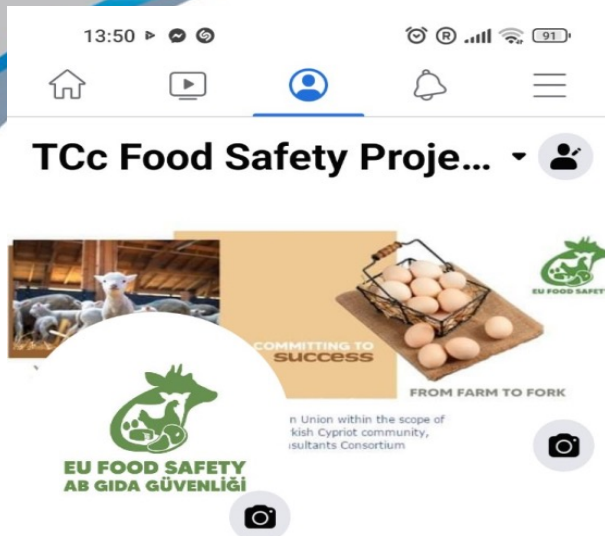 13:50
91
TCc Food Safety Proje...
EU FOOD SAFETY
COMMITTING TO
success
FROM FARM TO FORK
n Union within the scope of
kish Cypriot community,
sultants Consortium
EU FOOD SAFETY
AB GIDA GÜVENLİĞİ